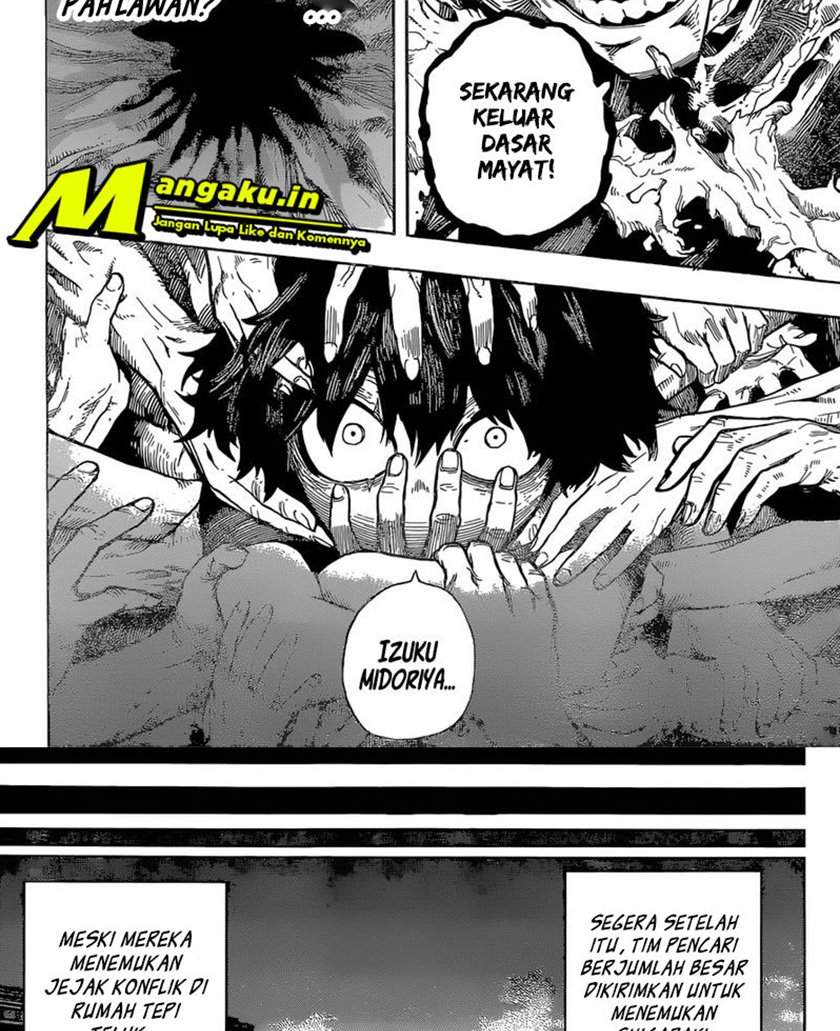 PAHLAWAN?
...
SEKARANG
KELUAR
DASAR
MAYAT!
Mangaku.in
Jangan Lupa Like dan Komennya
IZUKU
MIDORIYA...
MESKI MEREKA
MENEMUKAN
JEJAK KONFLIK DI
RUMAH TEPI
SEGERA SETELAH
ITU, TIM PENCARI
BERJUMLAH BESAR
DIKIRIMKAN UNTUK
MENEMUKAN